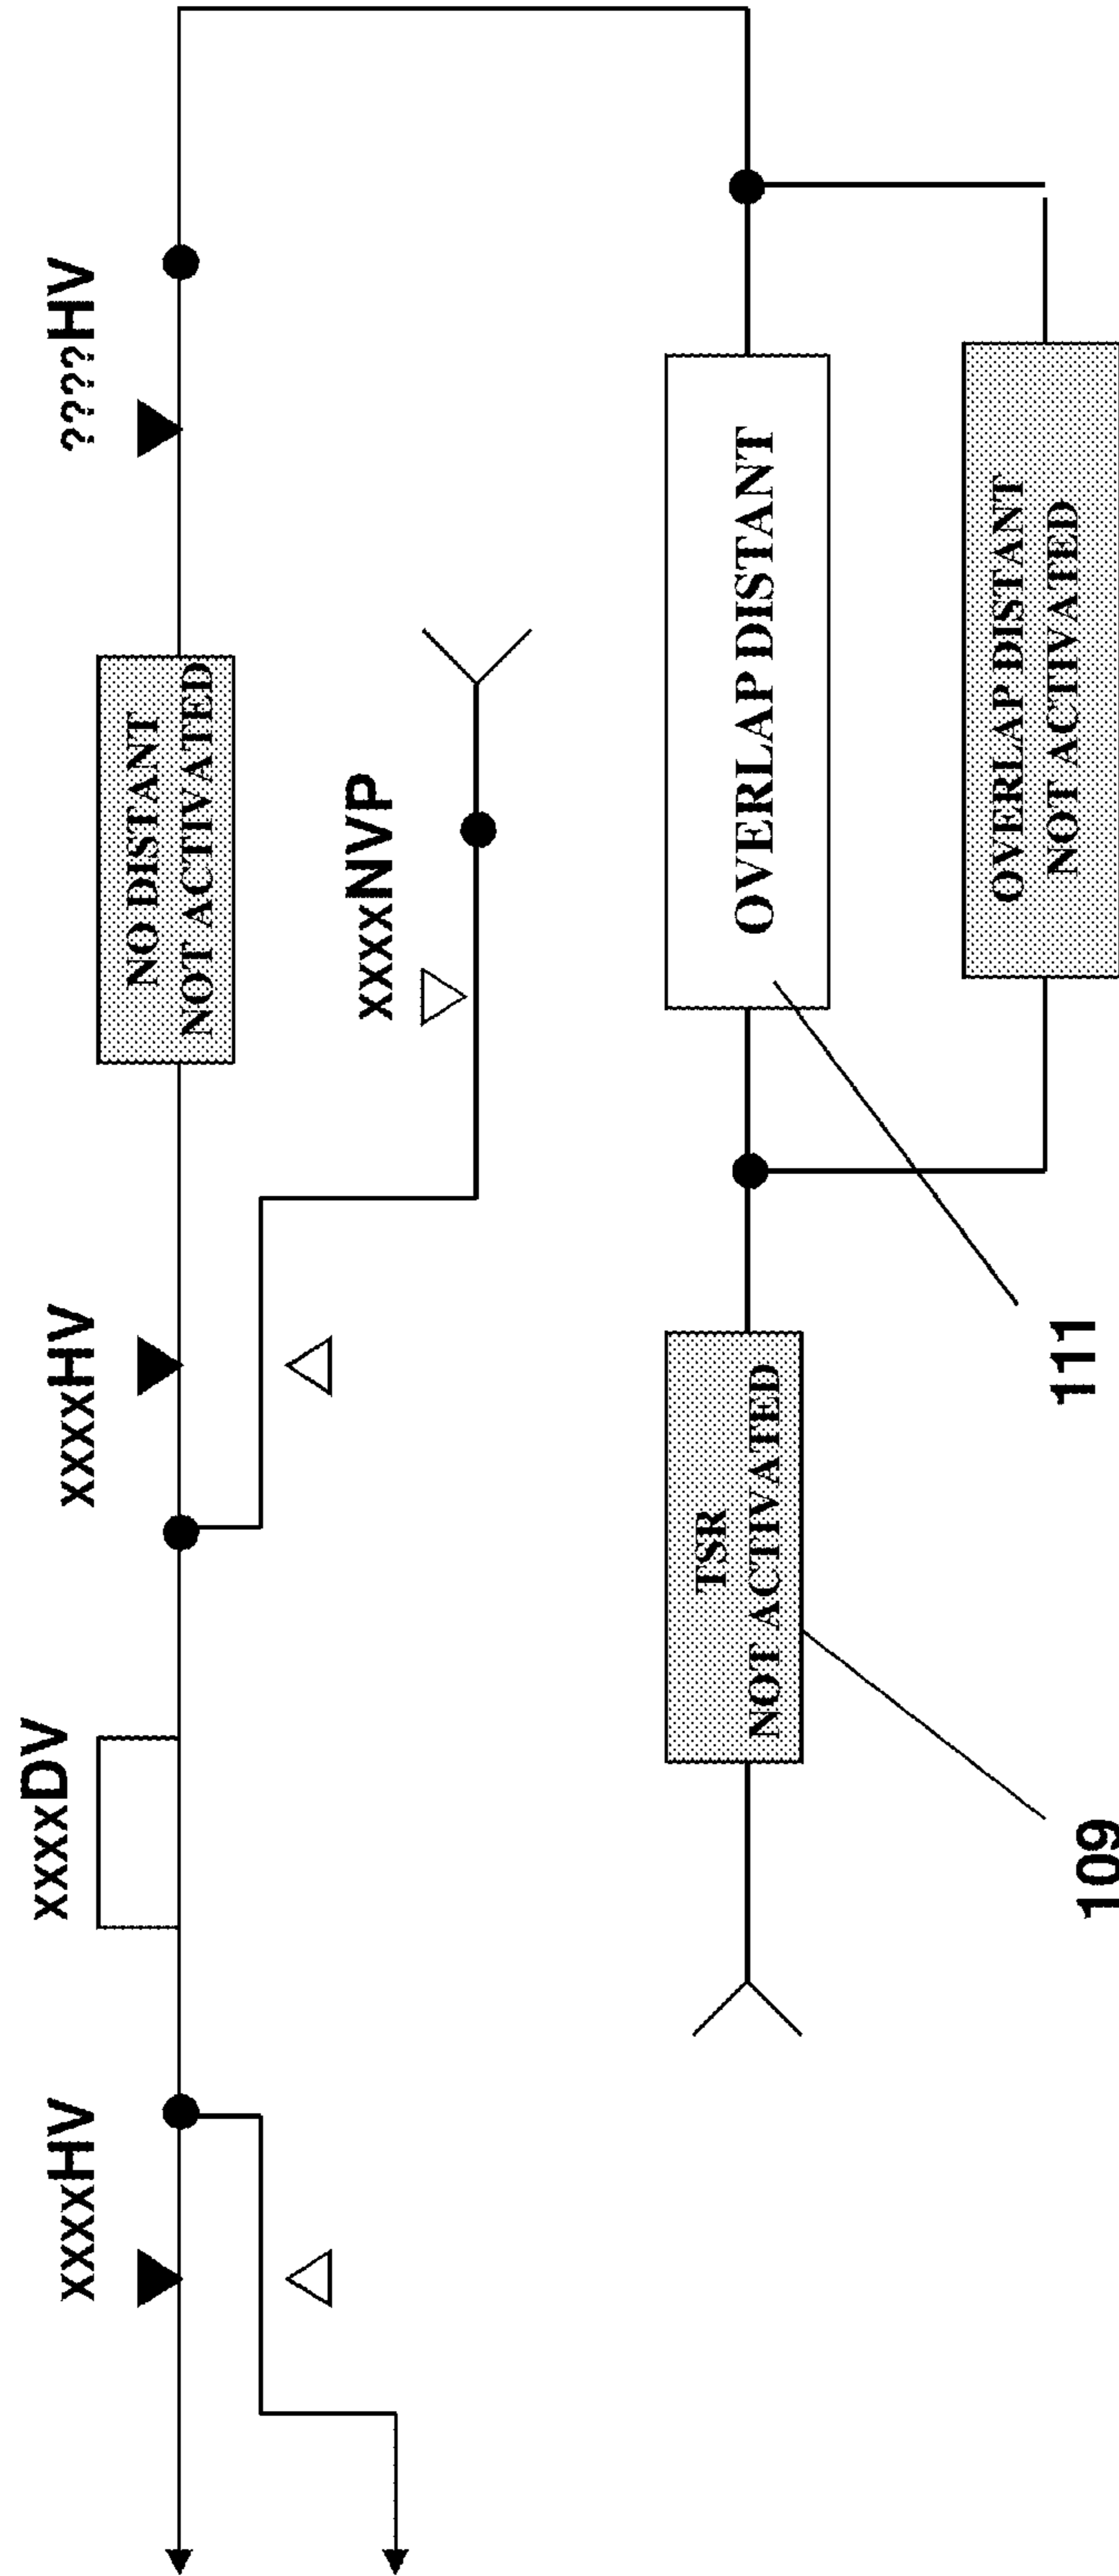 xxxxHV
xxxxDV
xxxxHV
????HV
NO DISTANT
NOT ACTIVATED
xxxxNVP
TSR
NOT ACTIVATED
OVERLAP DISTANT
OVERLAP DISTANT
NOT ACTIVATED
109
111